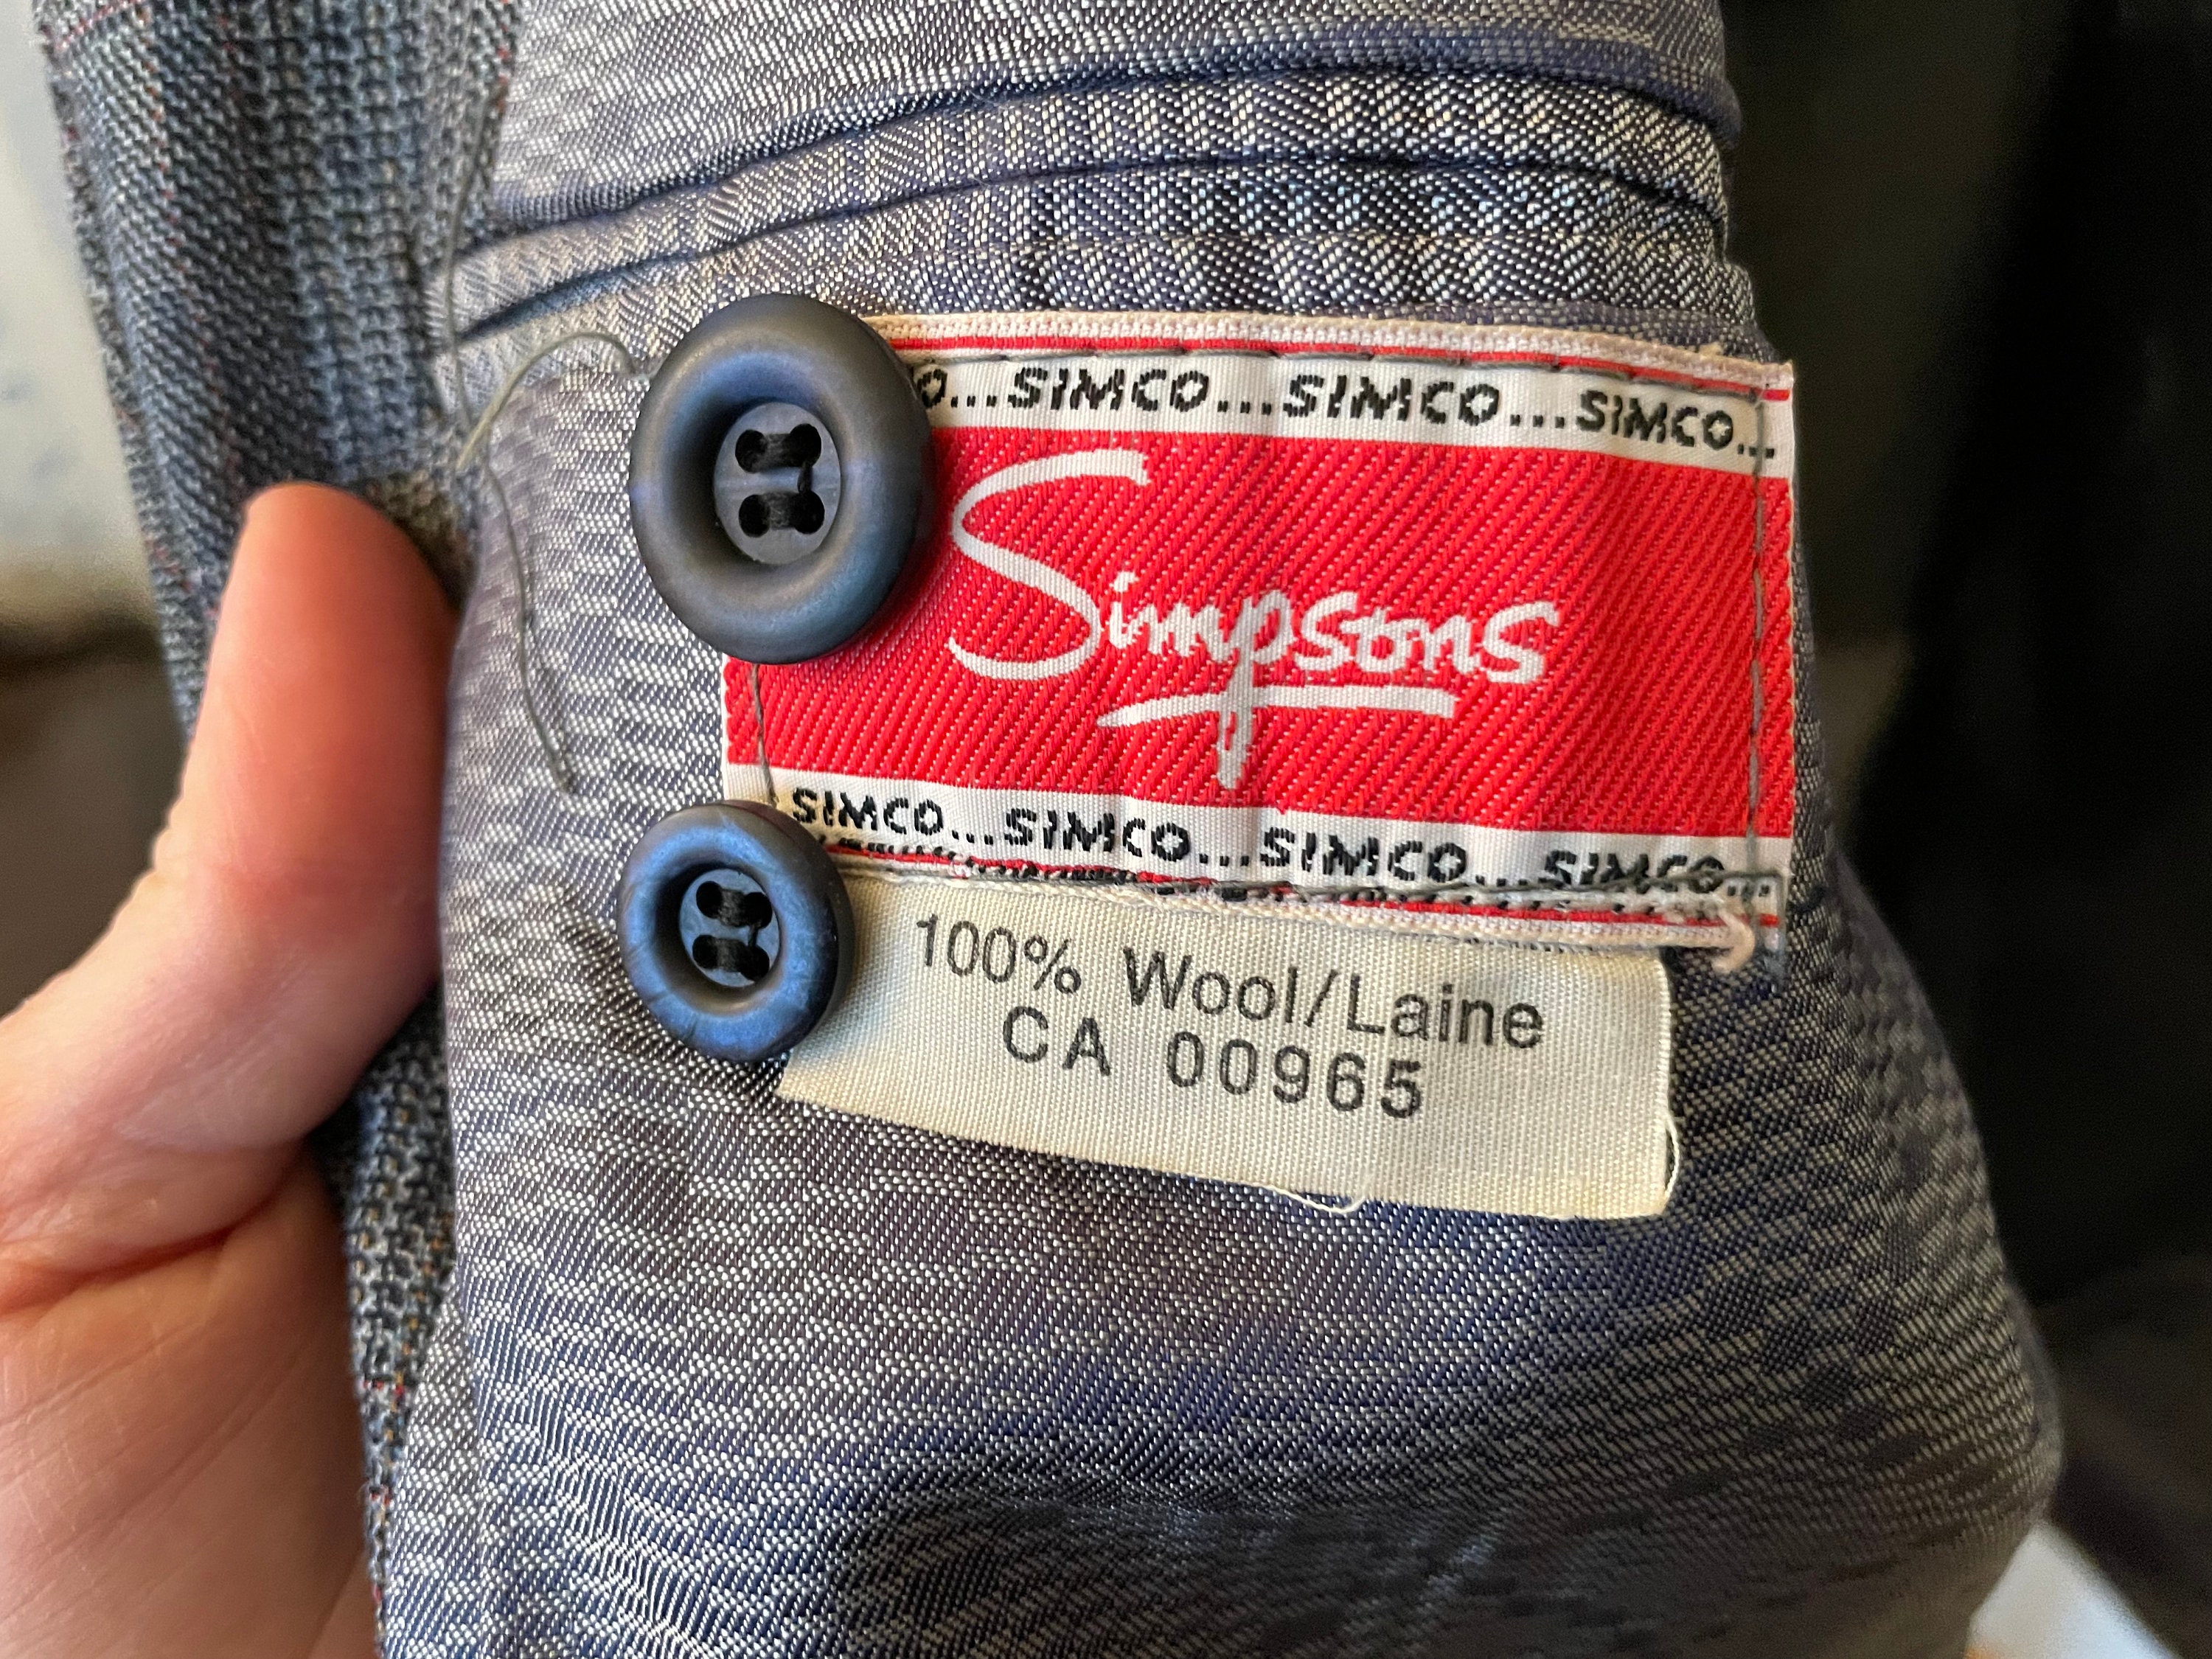 O...SIMCO...SIMCO...SIMCO...
Simpsons
SIMCO...SIMCO...SIMCO...SIMCO...
100% Wool/Laine
CA 00965